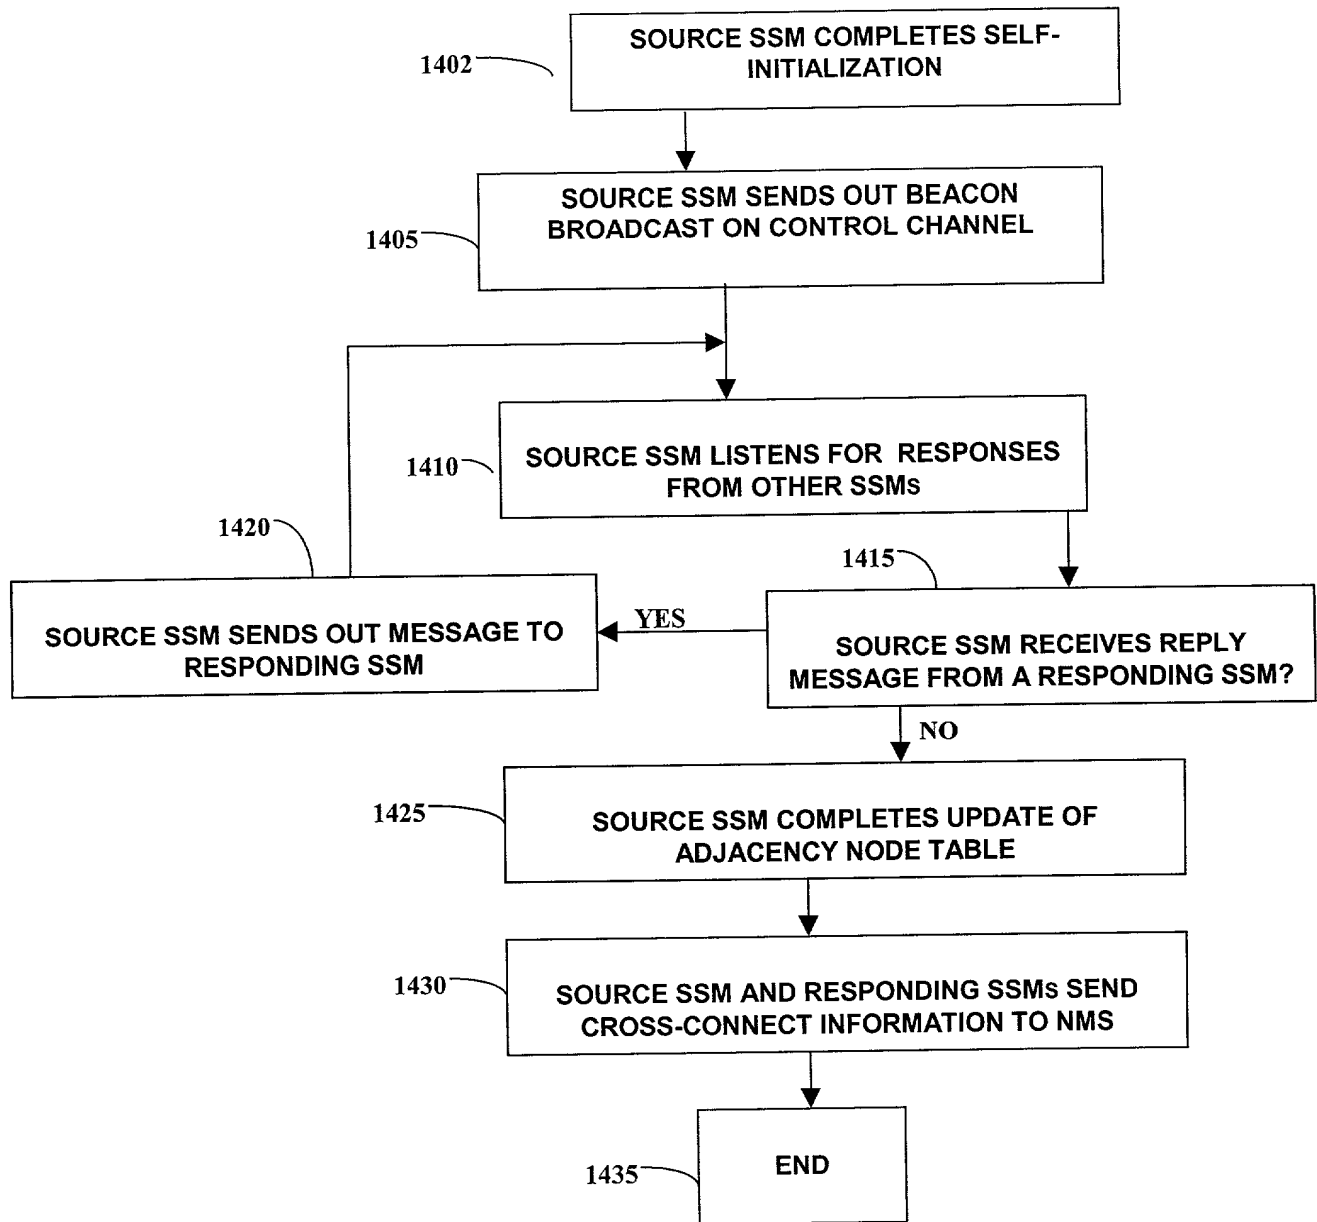 SOURCE SSM COMPLETES SELF-
INITIALIZATION
1402
SOURCE SSM SENDS OUT BEACON
BROADCAST ON CONTROL CHANNEL
1405
SOURCE SSM LISTENS FOR RESPONSES
FROM OTHER SSMs
1410
1420
1415
SOURCE SSM SENDS OUT MESSAGE TO
RESPONDING SSM
YES
SOURCE SSM RECEIVES REPLY
MESSAGE FROM A RESPONDING SSM?
NO
1425
SOURCE SSM COMPLETES UPDATE OF
ADJACENCY NODE TABLE
1430
SOURCE SSM AND RESPONDING SSMs SEND
CROSS-CONNECT INFORMATION TO NMS
END
1435